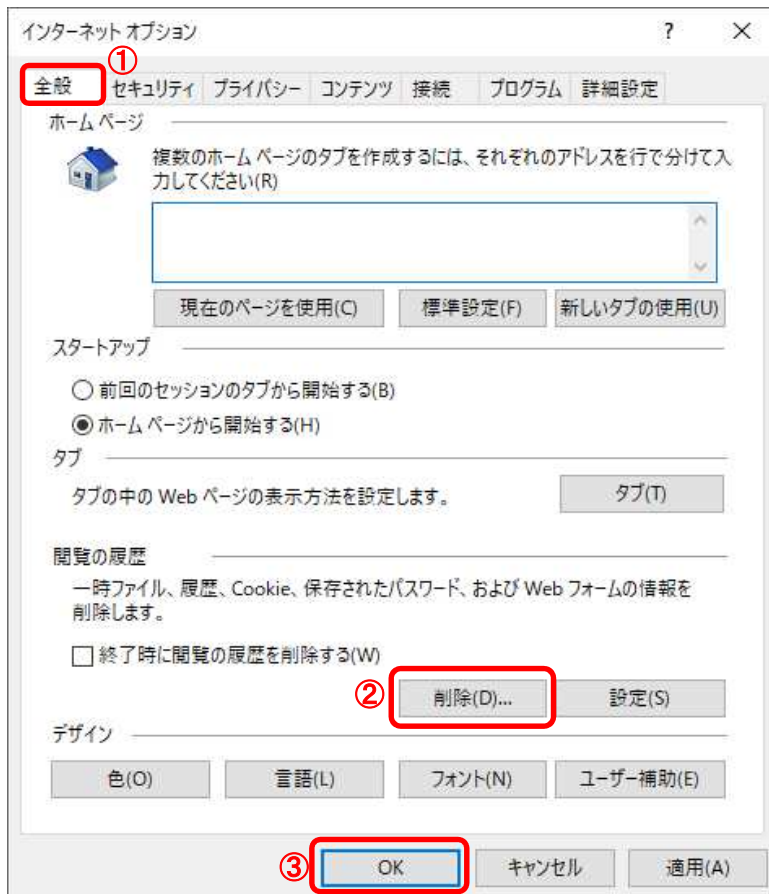 インターネット オプション ? ×
①
全般 セキュリティ プライバシー コンテンツ 接続 プログラム 詳細設定
ホーム ページ
複数のホーム ページのタブを作成するには、それぞれのアドレスを行で分けて入
力してください(R)
現在のページを使用(C) 標準設定(F) 新しいタブの使用(U)
スタートアップ
前回のセッションのタブから開始する(B)
ホーム ページから開始する(H)
タブ
タブの中の Web ページの表示方法を設定します。 タブ(T)
閲覧の履歴
一時ファイル、履歴、Cookie、保存されたパスワード、および Web フォームの情報を
削除します。
終了時に閲覧の履歴を削除する(W)
② 削除(D)... 設定(S)
デザイン
色(O) 言語(L) フォント(N) ユーザー補助(E)
③ OK キャンセル 適用(A)